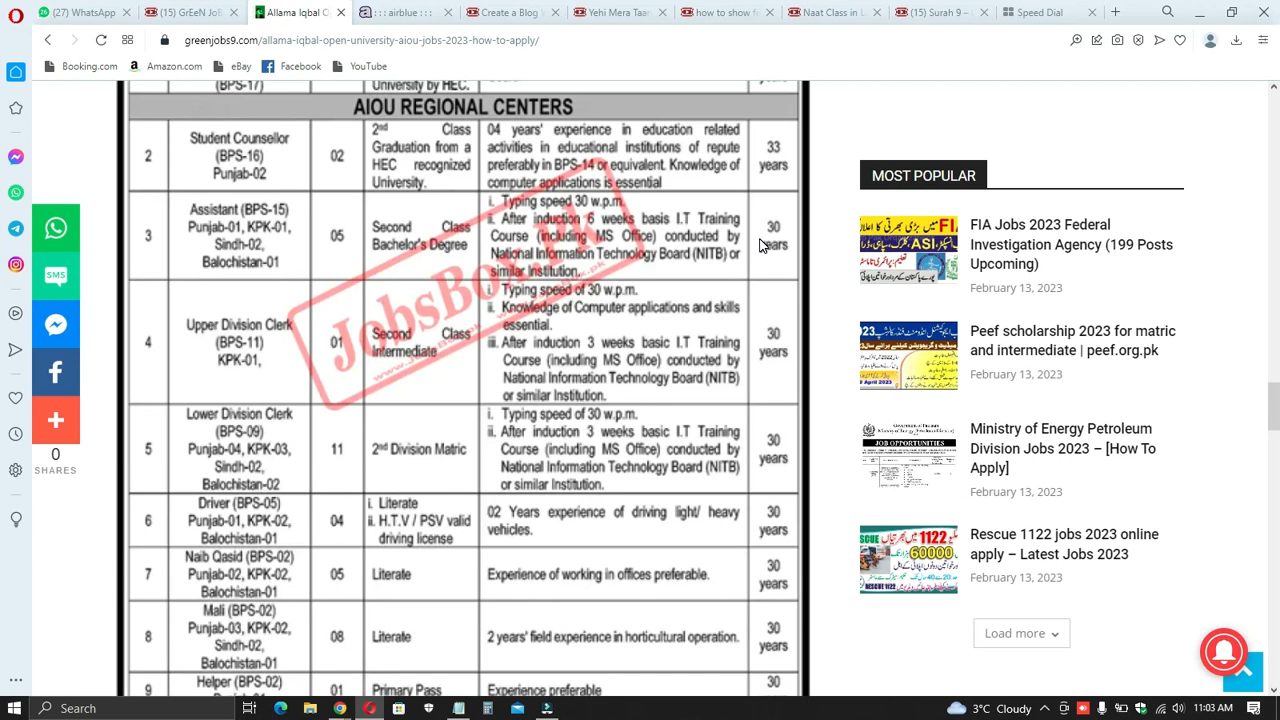 (27) WhatsApp
(15) GrEeN Job
Allama Iqbal O
:::airblue:::
Create a Blog
Yehi Mera Taar
how to show f
Naat Class in L
(15) Surah 9 –
Speed Dial
greenjobs9.com/allama-iqbal-open-university-aiou-jobs-2023-how-to-apply/
Booking.com
Amazon.com
eBay
Facebook
YouTube
(BPS-17)
University by HEC.
years
AIOU REGIONAL CENTERS
2
Student Counsellor
(BPS-16)
Punjab-02
02
2nd Class
Graduation from a
HEC recognized
University.
04 years' experience in education related
activities in educational institutions of repute
preferably in BPS-14 or equivalent. Knowledge of
computer applications is essential
33
years
3
Assistant (BPS-15)
Punjab-01, KPK-01,
Sindh-02,
Balochistan-01
05
Second Class
Bachelor's Degree
i. Typing speed 30 w.p.m.
ii. After induction 6 weeks basis I.T Training
Course (including MS Office) conducted by
National Information Technology Board (NITB) or
similar Institution.
30
years
4
Upper Division Clerk
(BPS-11)
KPK-01,
01
Second Class
Intermediate
i. Typing speed of 30 w.p.m.
ii. Knowledge of Computer applications and skills
essential.
iii. After induction 3 weeks basic I.T Training
Course (including MS Office) conducted by
National Information Technology Board (NITB)
or similar Institution.
30
years
5
Lower Division Clerk
(BPS-09)
Punjab-04, KPK-03,
Sindh-02,
Balochistan-02
11
2nd Division Matric
i. Typing speed of 30 w.p.m.
ii. After induction 3 weeks basic I.T Training
Course (including MS Office) conducted by
National Information Technology Board (NITB)
or similar Institution.
30
years
6
Driver (BPS-05)
Punjab-01, KPK-02,
Balochistan-01
04
i. Literate
ii. H.T.V / PSV valid
driving license
02 Years experience of driving light/ heavy
vehicles.
30
years
7
Naib Qasid (BPS-02)
Punjab-02, KPK-02,
Balochistan-01
05
Literate
Experience of working in offices preferable.
30
years
8
Mali (BPS-02)
Punjab-03, KPK-02,
Sindh-02,
Balochistan-01
08
Literate
2 years' field experience in horticultural operation.
30
years
9
Helper (BPS-02)
01
Primary Pass
Experience preferable
30
JobsBox.Pk
SMS
0
SHARES
MOST POPULAR
FIA Jobs 2023 Federal
Investigation Agency (199 Posts
Upcoming)
February 13, 2023
Peef scholarship 2023 for matric
and intermediate | peef.org.pk
February 13, 2023
JOB OPPORTUNITIES
Ministry of Energy Petroleum
Division Jobs 2023 – [How To
Apply]
February 13, 2023
1122
60000
Rescue 1122 jobs 2023 online
apply – Latest Jobs 2023
February 13, 2023
Load more
Search
3°C Cloudy
11:03 AM